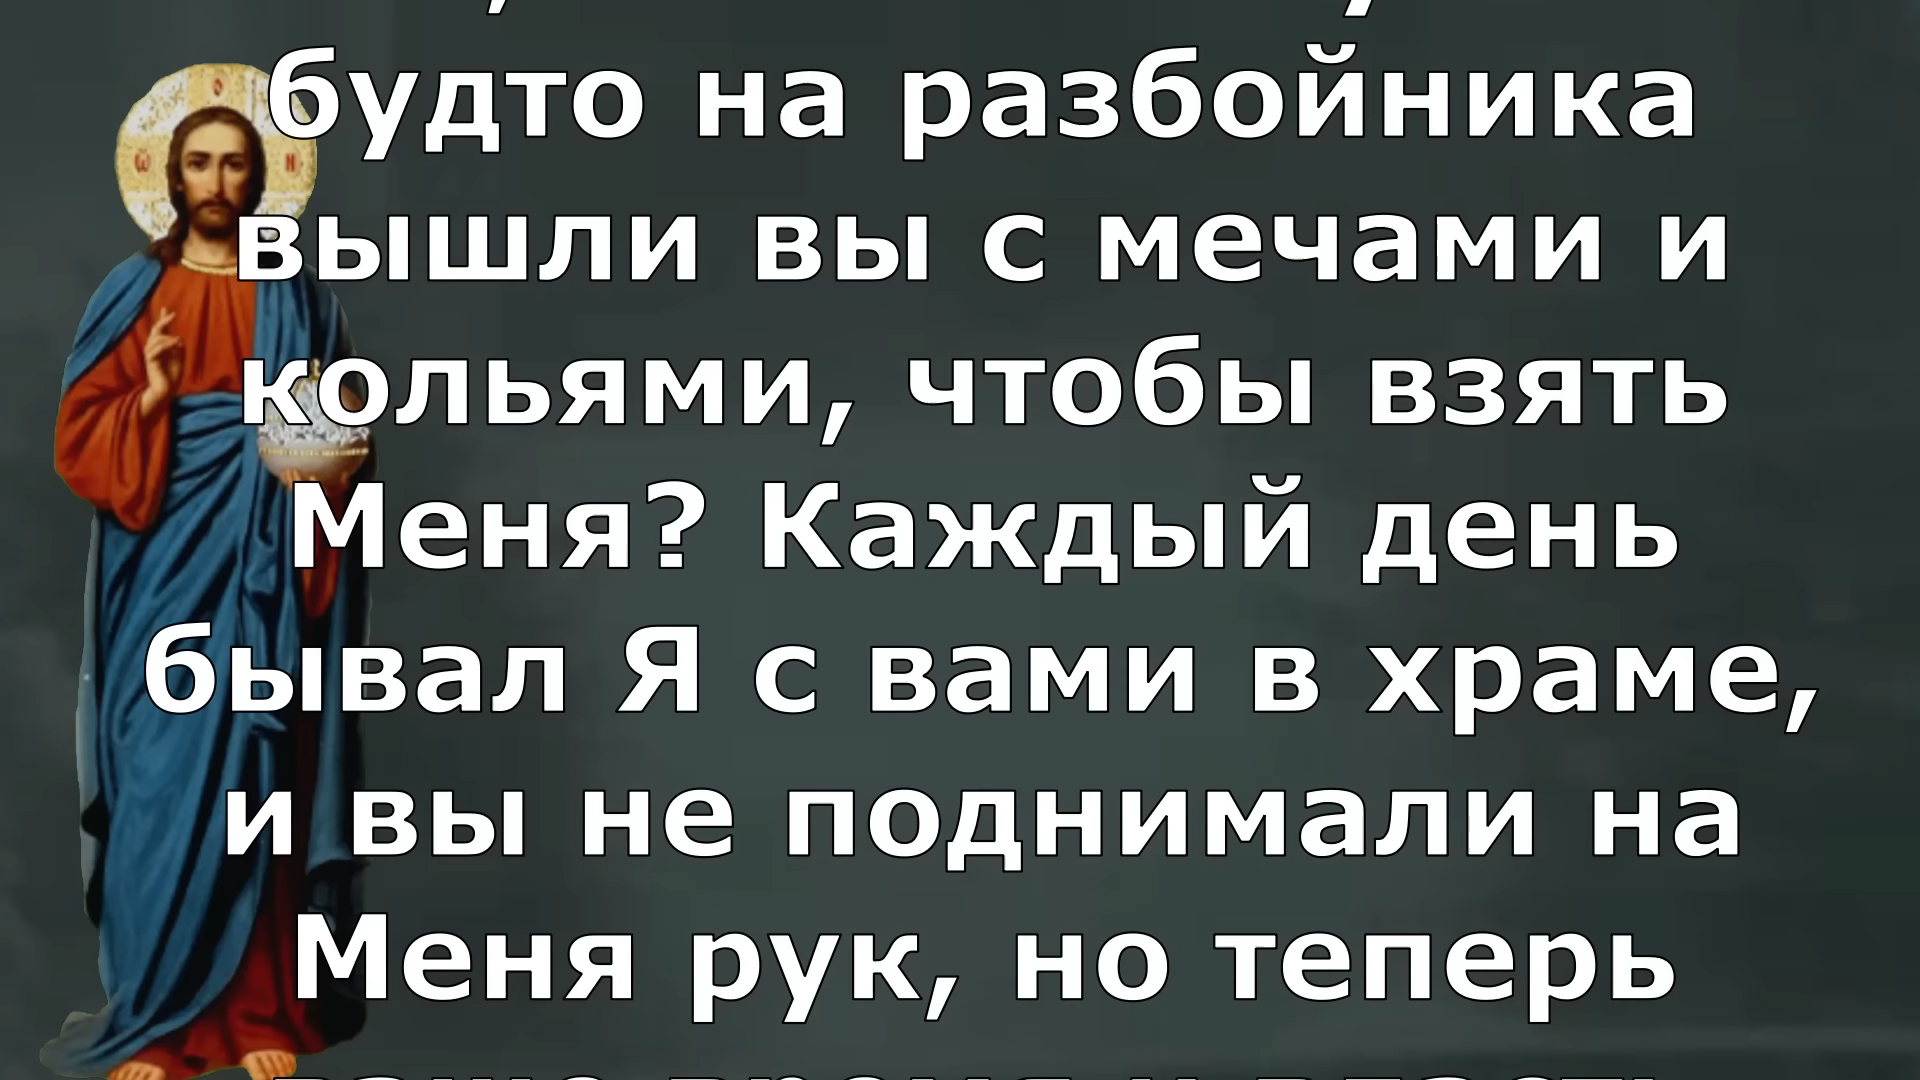 будто на разбойника
вышли вы с мечами и
кольями, чтобы взять
Меня? Каждый день
бывал Я с вами в храме,
и вы не поднимали на
Меня рук, но теперь